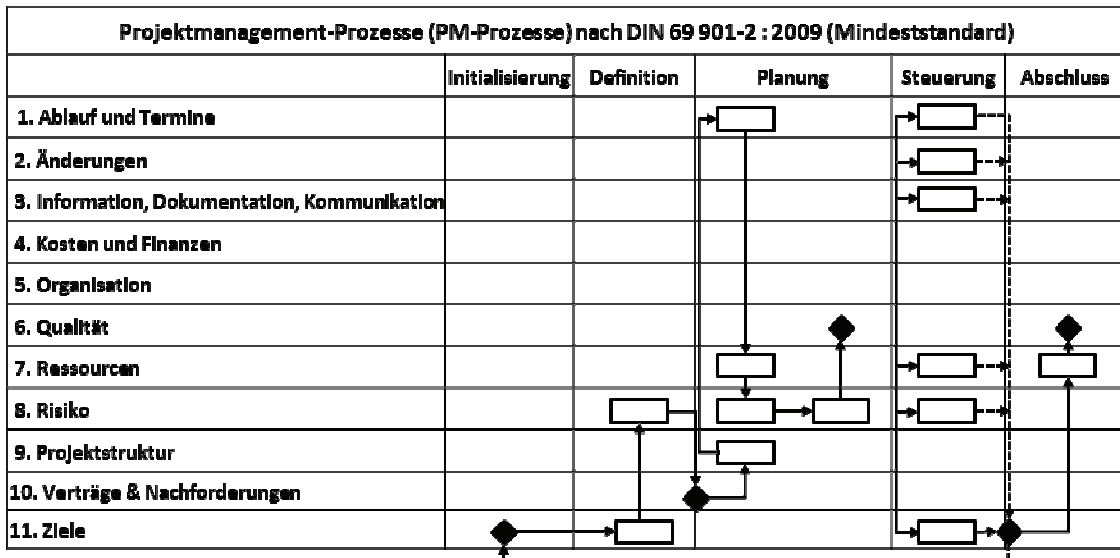 Projektmanagement-Prozesse (PM-Prozesse) nach DIN 69 901-2 : 2009 (Mindeststandard)
Initialisierung Definition Planung Steuerung Abschluss
1. Ablauf und Termine
2. Änderungen
3. Information, Dokumentation, Kommunikation
4. Kosten und Finanzen
5. Organisation
6. Qualität
7. Ressourcen
8. Risiko
9. Projektstruktur
10. Verträge & Nachforderungen
11. Ziele